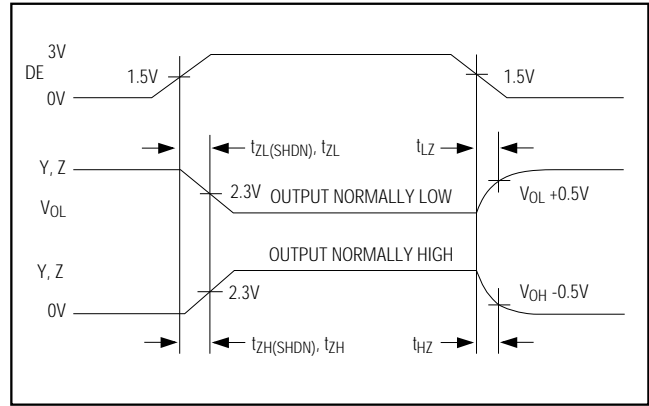 3V
DE
1.5V
1.5V
0V
tZL(SHDN), tZL
tLZ
Y, Z
2.3V
OUTPUT NORMALLY LOW
VOL +0.5V
VOL
OUTPUT NORMALLY HIGH
Y, Z
2.3V
VOH -0.5V
0V
tZH(SHDN), tZH
tHZ